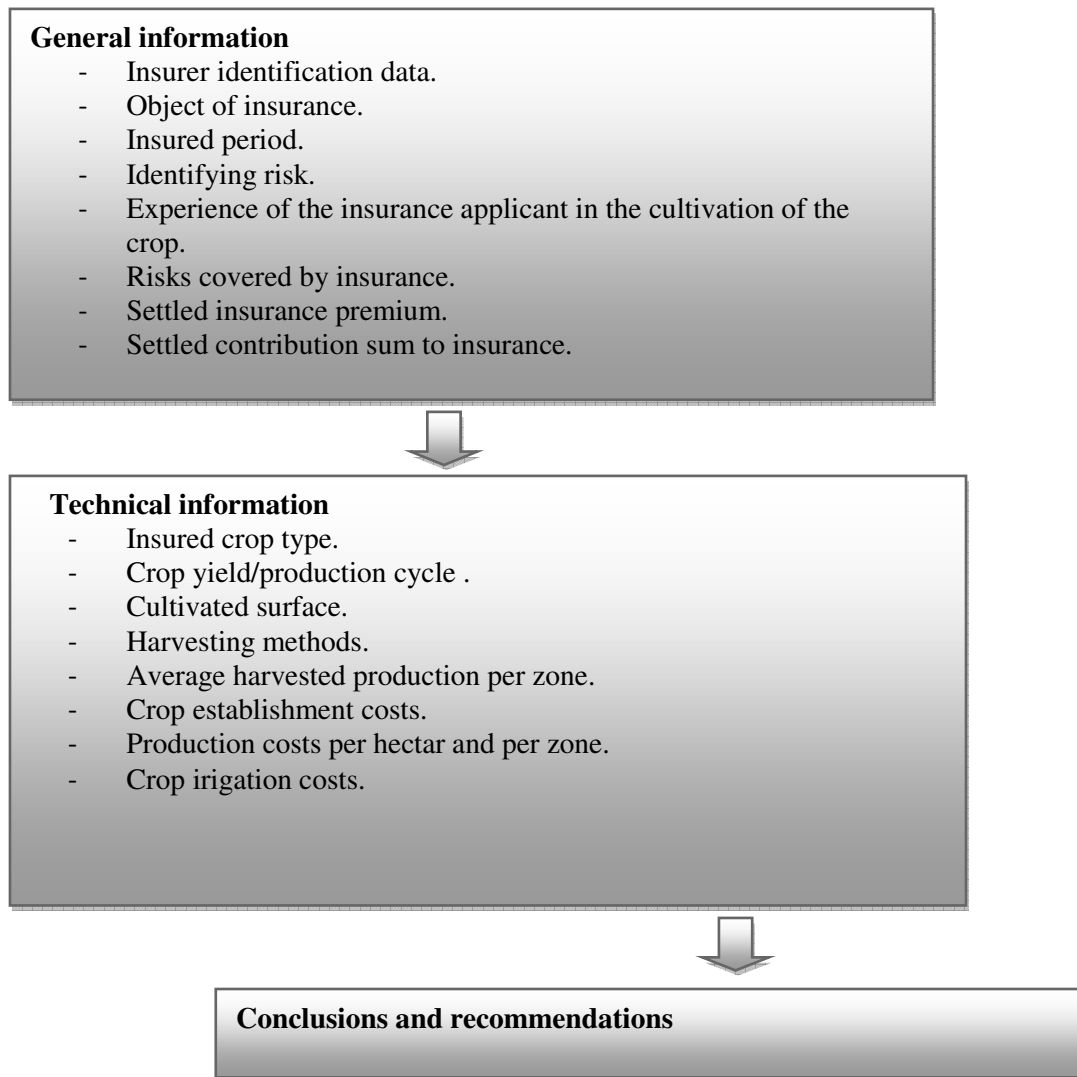 General information
- Insurer identification data.
- Object of insurance.
- Insured period.
- Identifying risk.
- Experience of the insurance applicant in the cultivation of the
crop.
- Risks covered by insurance.
- Settled insurance premium.
- Settled contribution sum to insurance.
Technical information
- Insured crop type.
- Crop yield/production cycle .
- Cultivated surface.
- Harvesting methods.
- Average harvested production per zone.
- Crop establishment costs.
- Production costs per hectar and per zone.
- Crop irigation costs.
Conclusions and recommendations